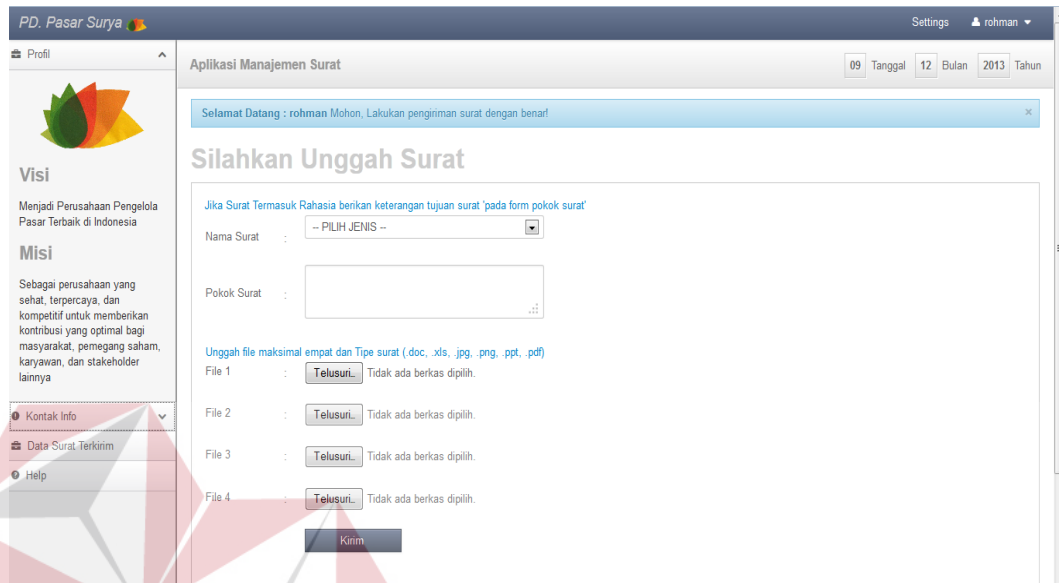 PD. Pasar Surya
Settings
rohman
Profil
Visi
Menjadi Perusahaan Pengelola
Pasar Terbaik di Indonesia
Misi
Sebagai perusahaan yang
sehat, terpercaya, dan
kompetitif untuk memberikan
kontribusi yang optimal bagi
masyarakat, pemegang saham,
karyawan, dan stakeholder
lainnya
Kontak Info
Data Surat Terkirim
Help
Aplikasi Manajemen Surat
09 Tanggal 12 Bulan 2013 Tahun
Selamat Datang : rohman Mohon, Lakukan pengriman surat dengan benar!
×
Silahkan Unggah Surat
Jika Surat Termasuk Rahasia berikan keterangan tujuan surat 'pada form pokok surat'
Nama Surat : -- PILIH JENIS --
Pokok Surat :
Unggah file maksimal empat dan Tipe surat (.doc, .xls, .jpg, .png, .ppt, .pdf)
File 1 : Telusuri... Tidak ada berkas dipilih.
File 2 : Telusuri... Tidak ada berkas dipilih.
File 3 : Telusuri... Tidak ada berkas dipilih.
File 4 : Telusuri... Tidak ada berkas dipilih.
Kirim